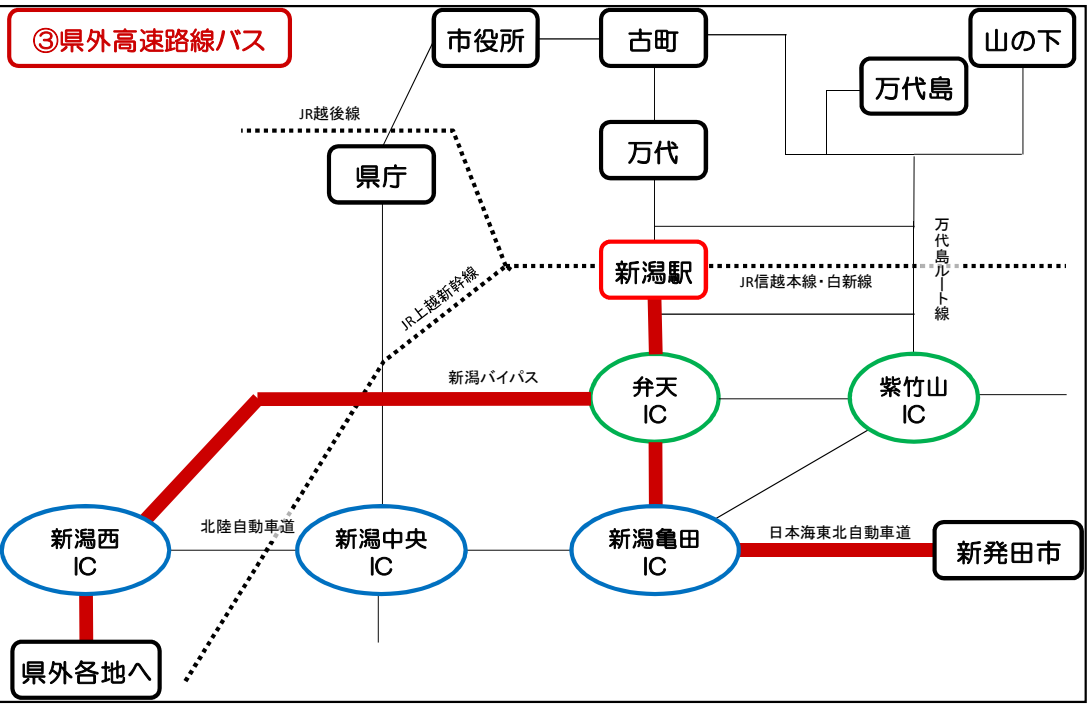 ③県外高速路線バス
市役所
古町
山の下
万代島
JR越後線
万代
県庁
万代島ルート線
新潟駅
JR信越本線・白新線
JR上越新幹線
新潟バイパス
弁天
IC
紫竹山
IC
新潟西
IC
北陸自動車道
新潟中央
IC
新潟亀田
IC
日本海東北自動車道
新発田市
県外各地へ